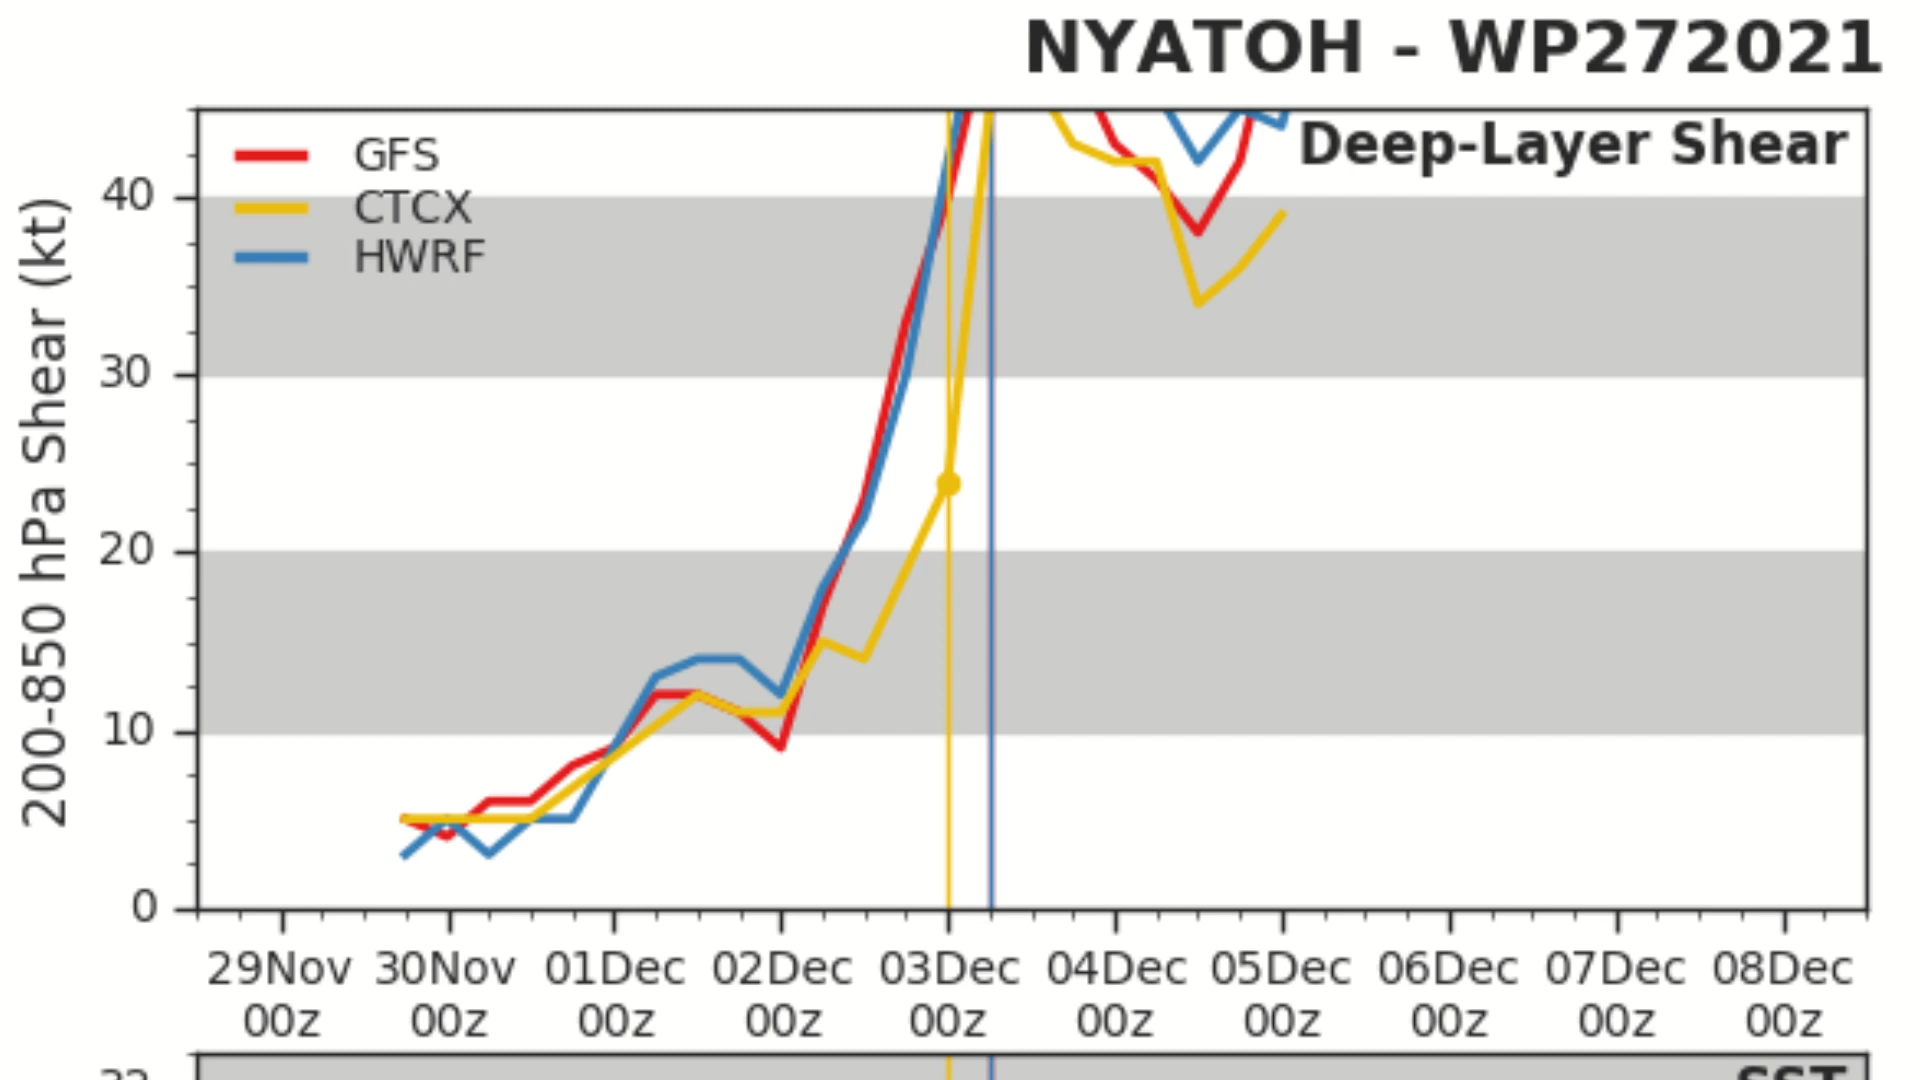 NYATOH - WP272021
Deep-Layer Shear
GFS
CTCX
HWRF
200-850 hPa Shear (kt)
40
30
20
10
0
29Nov 30Nov 01Dec 02Dec 03Dec 04Dec 05Dec 06Dec 07Dec 08Dec
00z 00z 00z 00z 00z 00z 00z 00z 00z 00z
SST